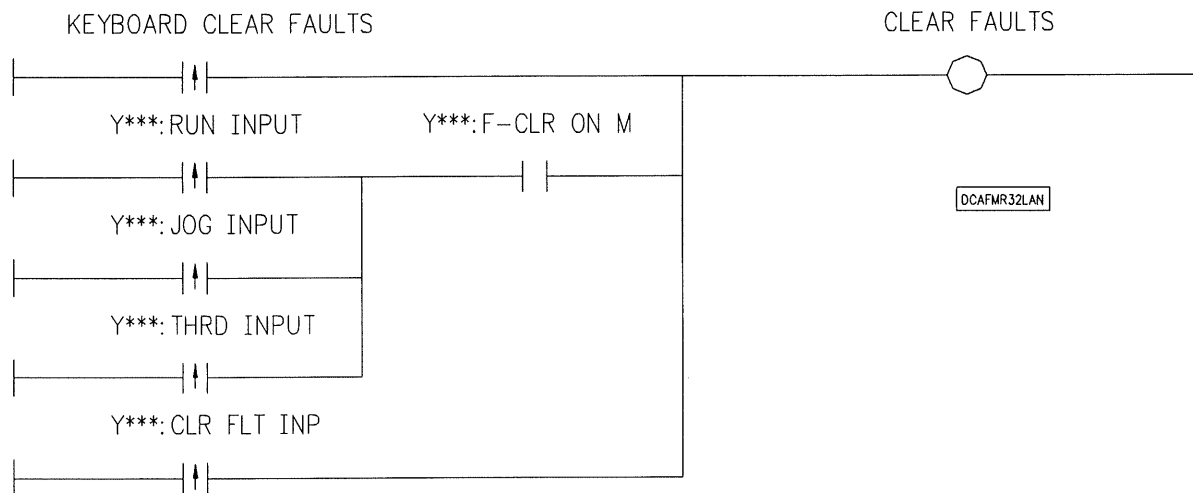 KEYBOARD CLEAR FAULTS
CLEAR FAULTS
Y***:RUN INPUT
Y***:F-CLR ON M
DCAFMR32LAN
Y***:JOG INPUT
Y***:THRD INPUT
Y***:CLR FLT INP